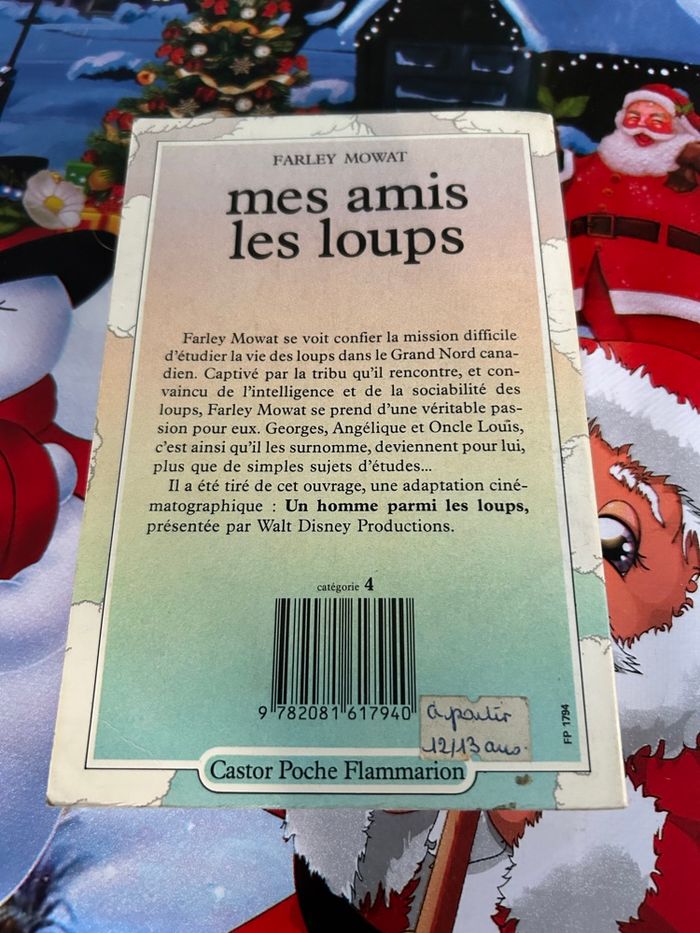 FARLEY MOWAT
mes amis
les loups
Farley Mowat se voit confier la mission difficile
d'étudier la vie des loups dans le Grand Nord cana-
dien. Captivé par la tribu qu'il rencontre, et con-
vaincu de l'intelligence et de la sociabilité des
loups, Farley Mowat se prend d'une véritable pas-
sion pour eux. Georges, Angélique et Oncle Louis,
c'est ainsi qu'il les surnomme, deviennent pour lui,
plus que de simples sujets d'études...
Il a été tiré de cet ouvrage, une adaptation ciné-
matographique : Un homme parmi les loups,
présentée par Walt Disney Productions.
catégorie 4
9 782081 617940
à partir
12/13 ans.
FP 1794
Castor Poche Flammarion